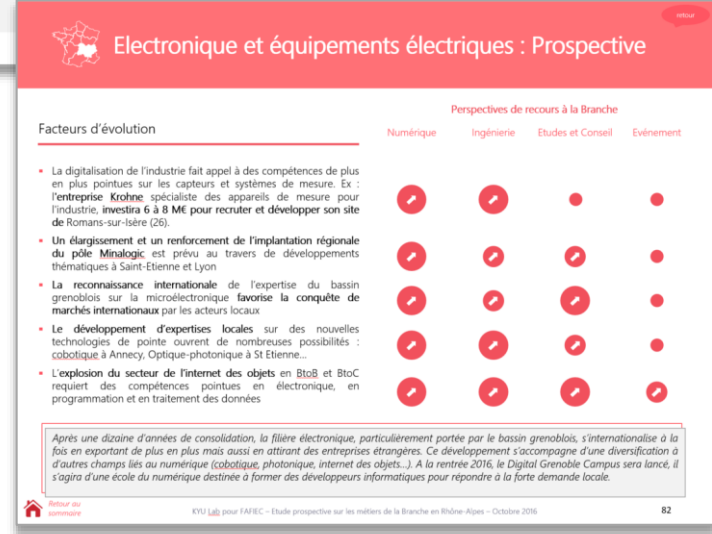 retour
Electronique et équipements électriques : Prospective
Perspectives de recours à la Branche
Facteurs d'évolution
Numérique
Ingénierie
Etudes et Conseil
Evénement
La digitalisation de l'industrie fait appel à des compétences de plus
en plus pointues sur les capteurs et systèmes de mesure. Ex :
l'entreprise Krohne spécialiste des appareils de mesure pour
l'industrie, investira 6 à 8 M€ pour recruter et développer son site
de Romans-sur-Isère (26).
Un élargissement et un renforcement de l'implantation régionale
du pôle Minalogic est prévu au travers de développements
thématiques à Saint-Etienne et Lyon
La reconnaissance internationale de l'expertise du bassin
grenoblois sur la microélectronique favorise la conquête de
marchés internationaux par les acteurs locaux
Le développement d'expertises locales sur des nouvelles
technologies de pointe ouvrent de nombreuses possibilités :
cobotique à Annecy, Optique-photonique à St Etienne...
L'explosion du secteur de l'internet des objets en BtoB et BtoC
requiert des compétences pointues en électronique, en
programmation et en traitement des données
Après une dizaine d'années de consolidation, la filière électronique, particulièrement portée par le bassin grenoblois, s'internationalise à la
fois en exportant de plus en plus mais aussi en attirant des entreprises étrangères. Ce développement s'accompagne d'une diversification à
d'autres champs liés au numérique (cobotique, photonique, internet des objets...). A la rentrée 2016, le Digital Grenoble Campus sera lancé, il
s'agira d'une école du numérique destinée à former des développeurs informatiques pour répondre à la forte demande locale.
Retour au
sommaire
KYU Lab pour FAFIEC – Etude prospective sur les métiers de la Branche en Rhône-Alpes – Octobre 2016
82